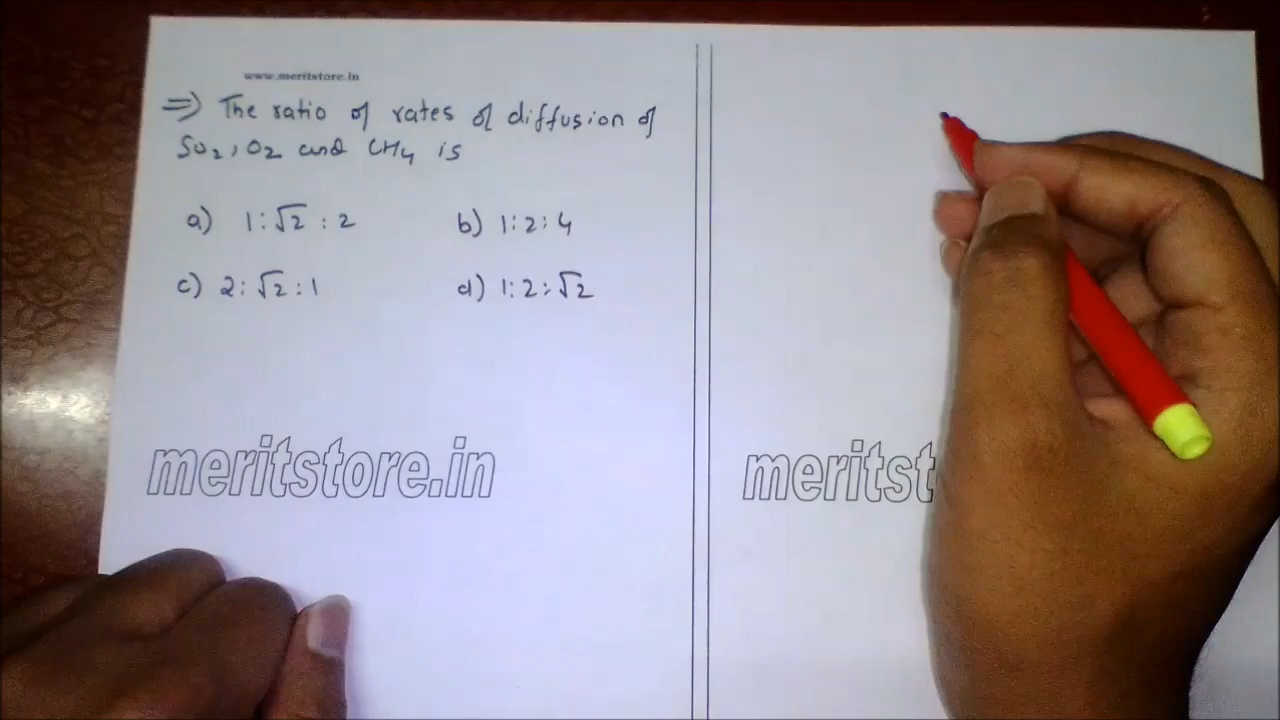 www.meritstore.in
⇒) The ratio of rates of diffusion of
SO₂, O₂ and CH₄ is
a) 1 : √2 : 2 b) 1 : 2 : 4
c) 2 : √2 : 1 d) 1 : 2 : √2
meritstore.in meritst